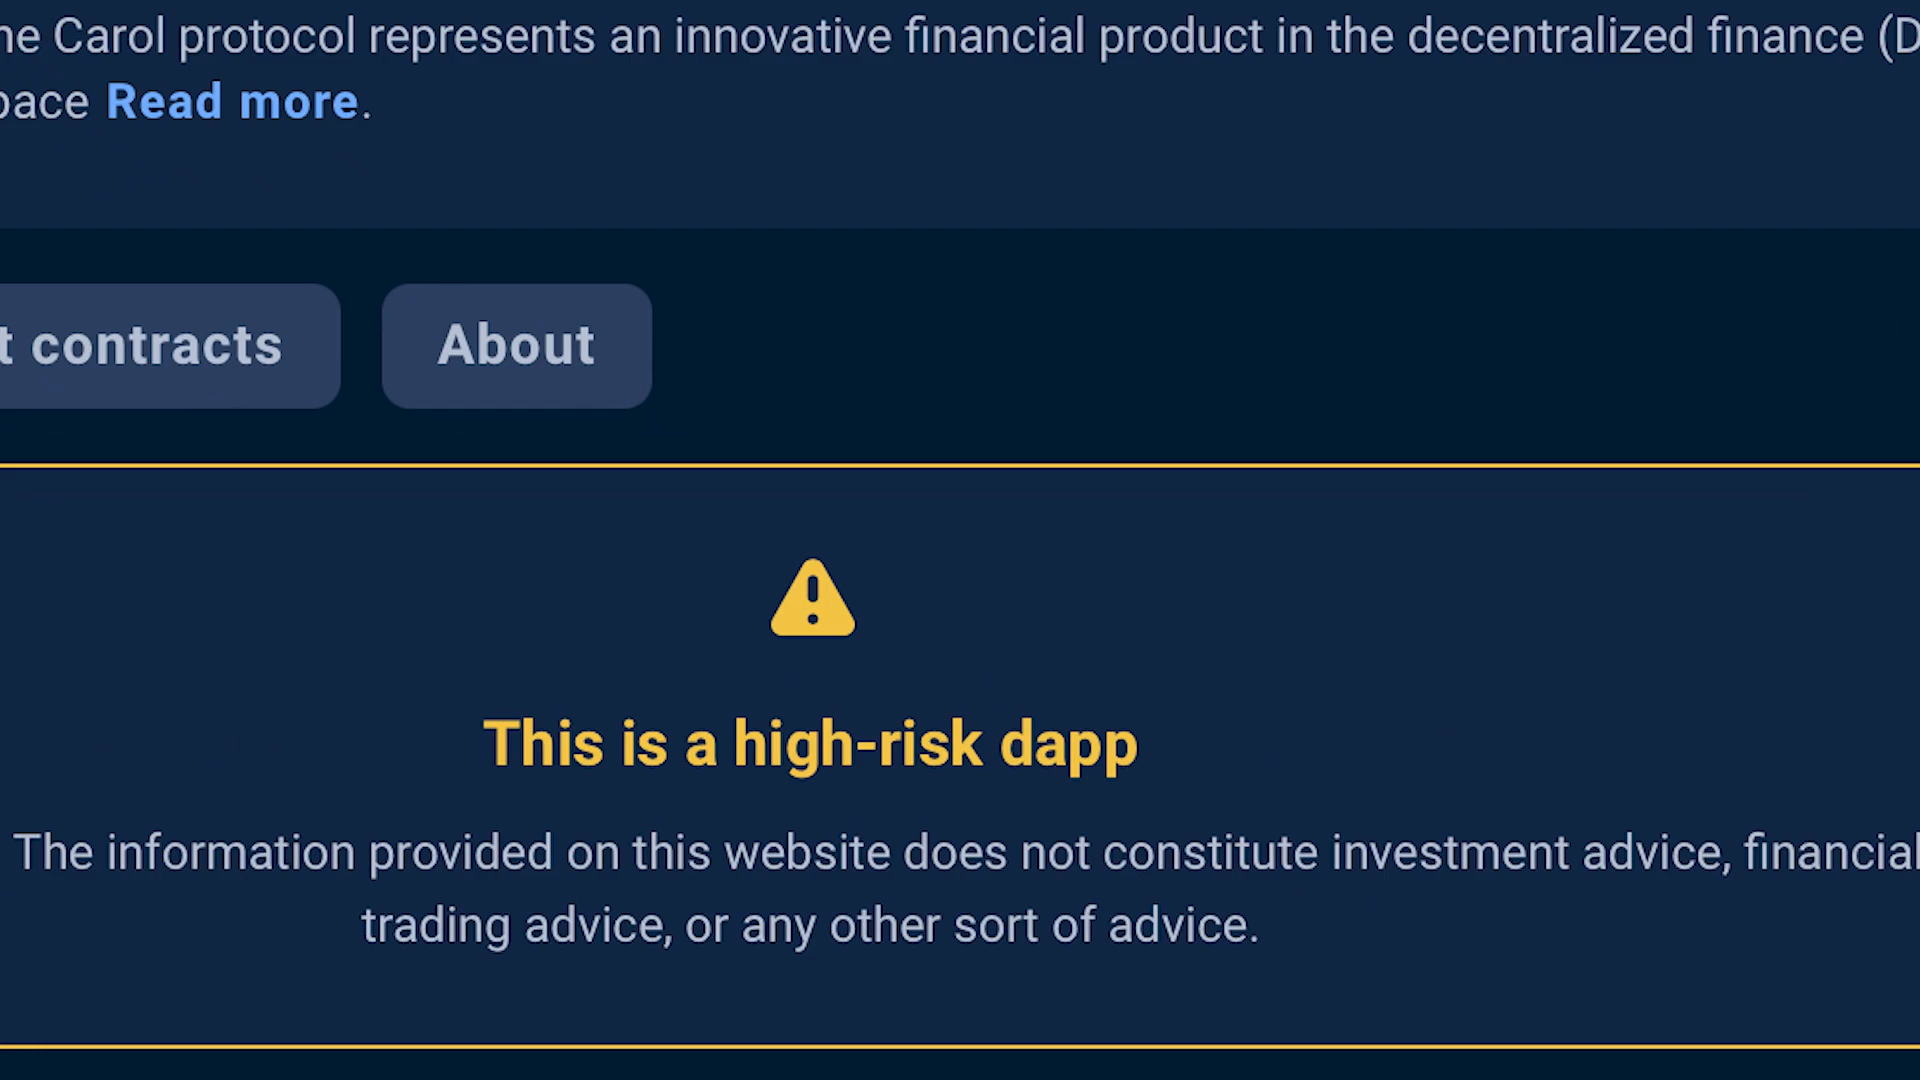 he Carol protocol represents an innovative financial product in the decentralized finance (D
pace Read more.
t contracts
About
This is a high-risk dapp
The information provided on this website does not constitute investment advice, financial
trading advice, or any other sort of advice.